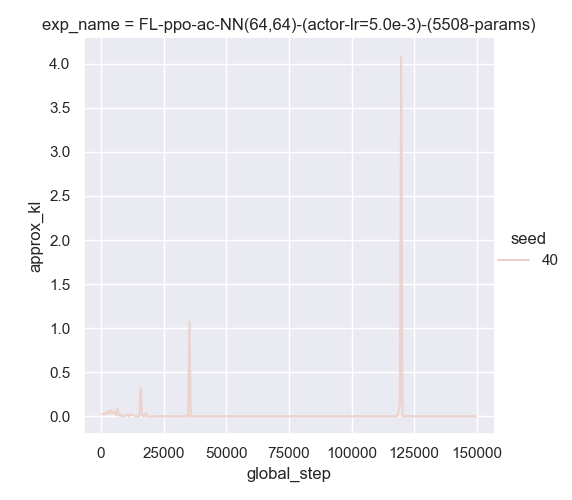 exp_name = FL-ppo-ac-NN(64,64)-(actor-lr=5.0e-3)-(5508-params)
4.0
3.5
3.0
2.5
2.0
1.5
1.0
0.5
0.0
approx_kl
seed
40
0 25000 50000 75000 100000 125000 150000
global_step